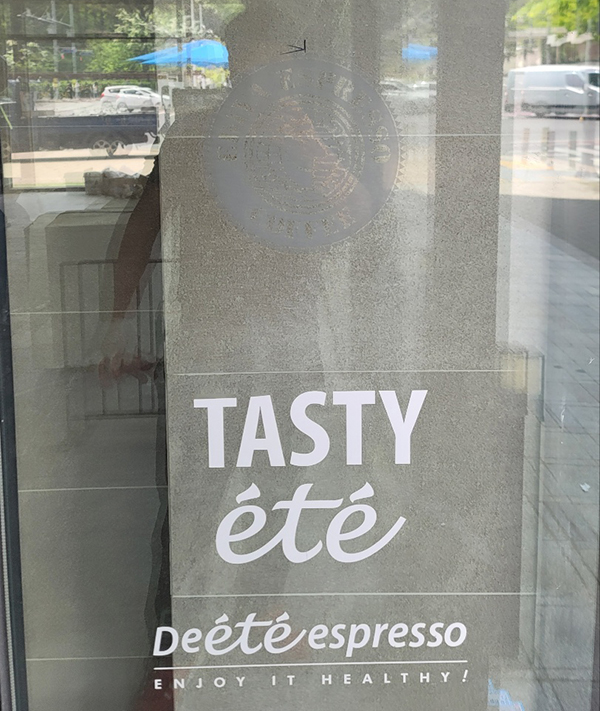 TASTY
été
Deété espresso
ENJOY IT HEALTHY!